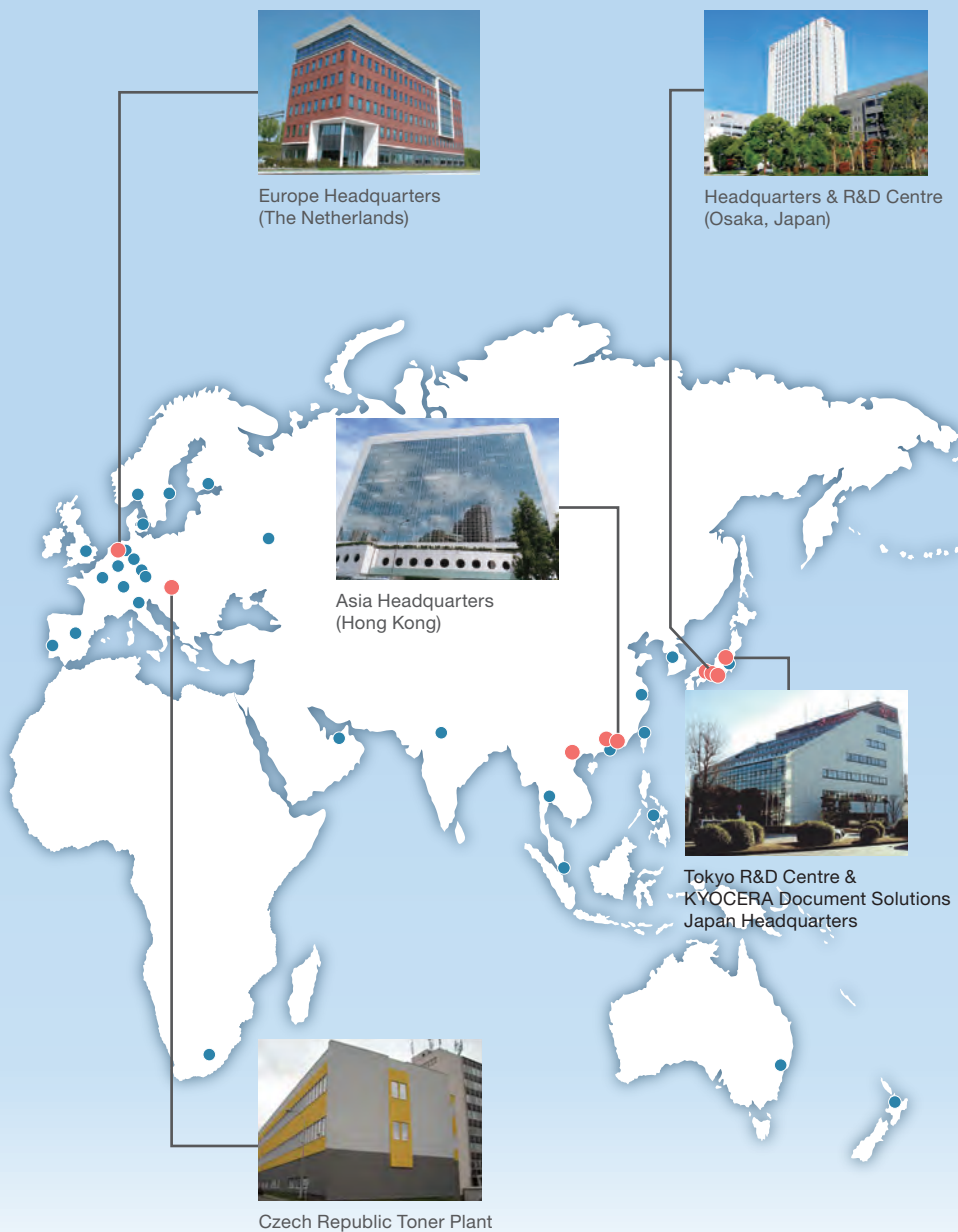 Europe Headquarters
(The Netherlands)
Headquarters & R&D Centre
(Osaka, Japan)
Asia Headquarters
(Hong Kong)
Tokyo R&D Centre &
KYOCERA Document Solutions
Japan Headquarters
Czech Republic Toner Plant